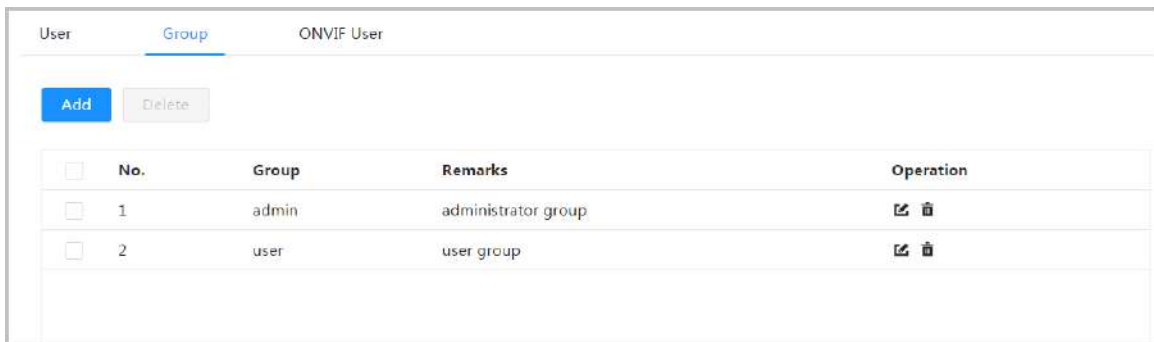 User Group ONVIF User
Add Delete
No. Group Remarks Operation
1 admin administrator group
2 user user group